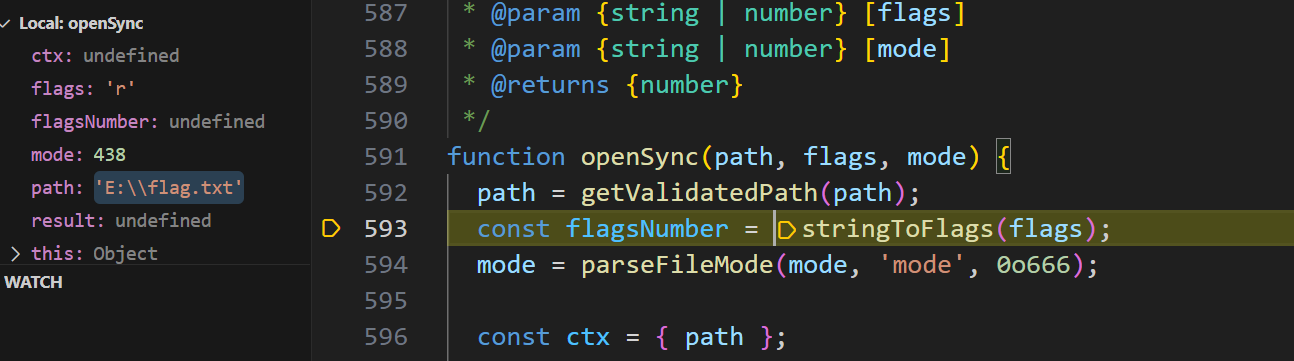 Local: openSync
ctx: undefined
flags: 'r'
flagsNumber: undefined
mode: 438
path: 'E:\\flag.txt'
result: undefined
this: Object
WATCH
587 * @param {string | number} [flags]
588 * @param {string | number} [mode]
589 * @returns {number}
590 */
591 function openSync(path, flags, mode) {
592 path = getValidatedPath(path);
593 const flagsNumber = stringToFlags(flags);
594 mode = parseFileMode(mode, 'mode', 0o666);
595
596 const ctx = { path };